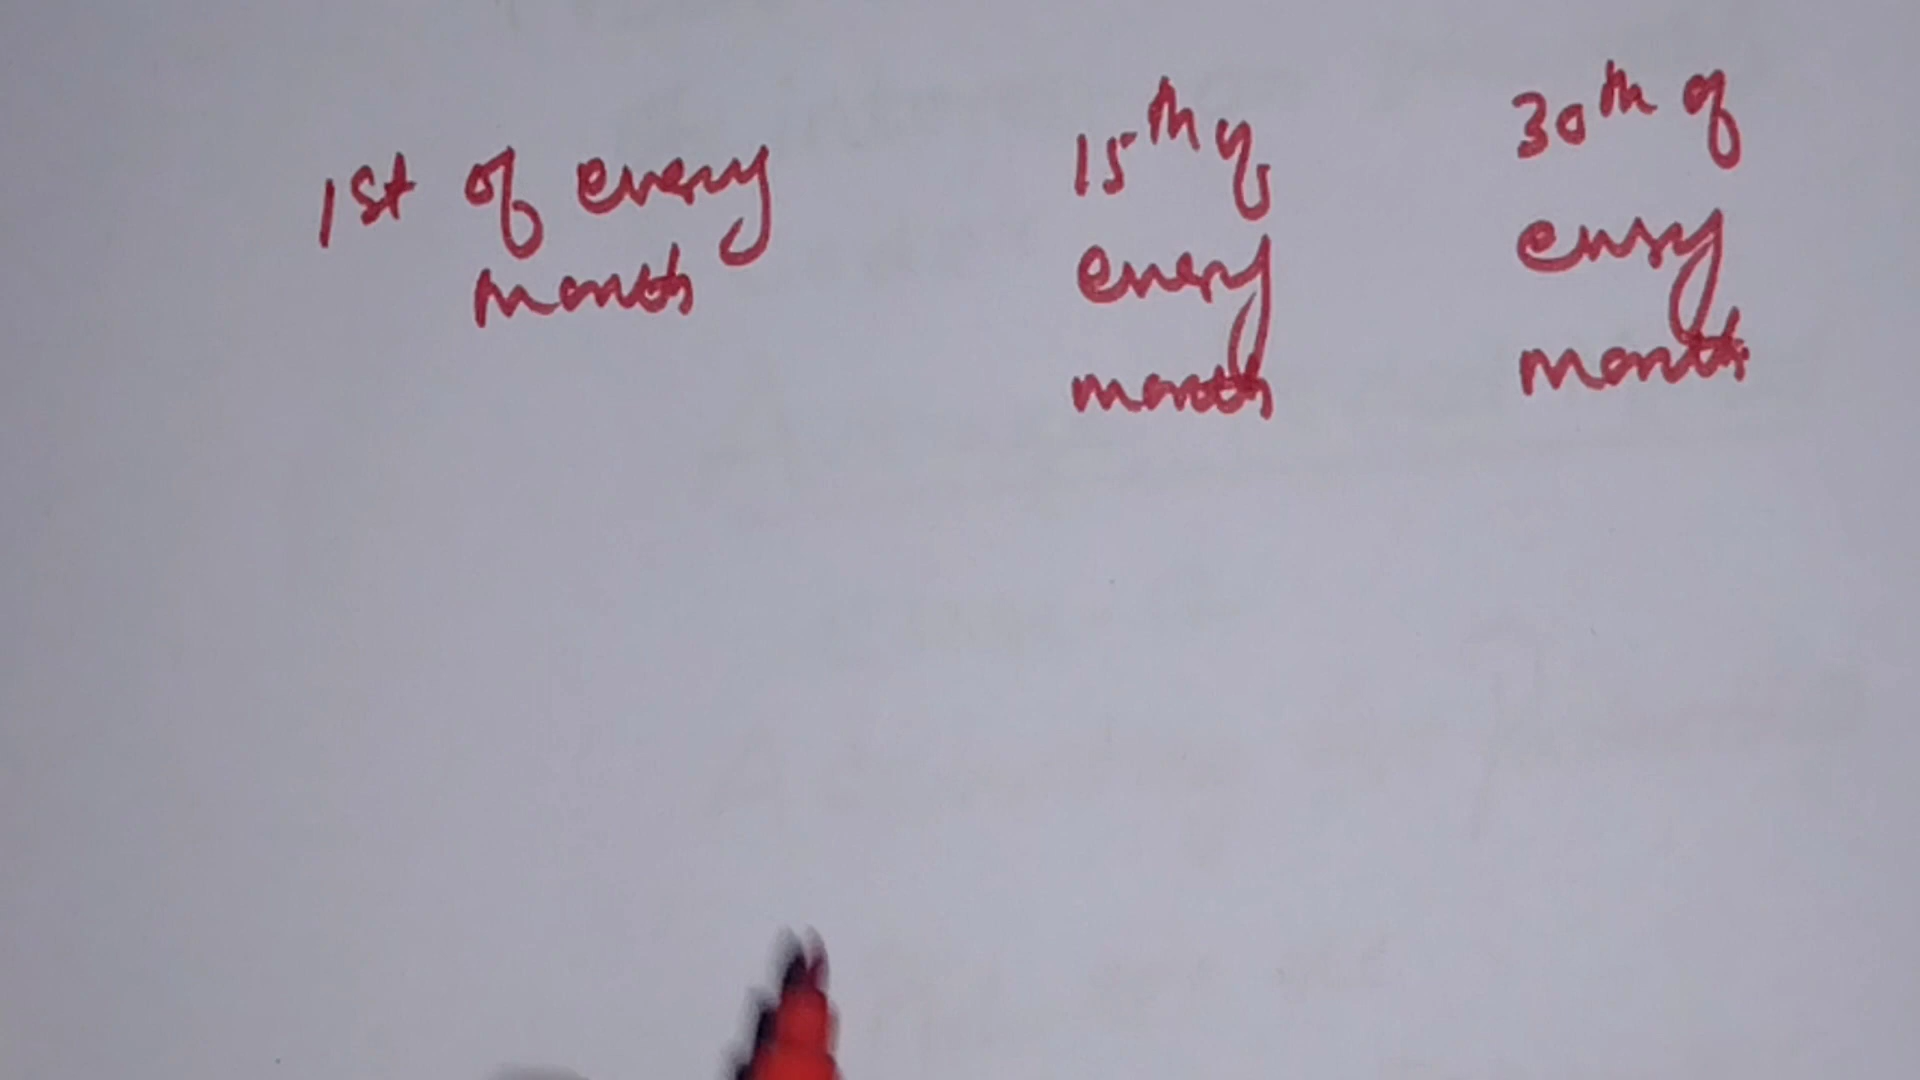 1st of every
month
15th of
every
month
30th of
every
month